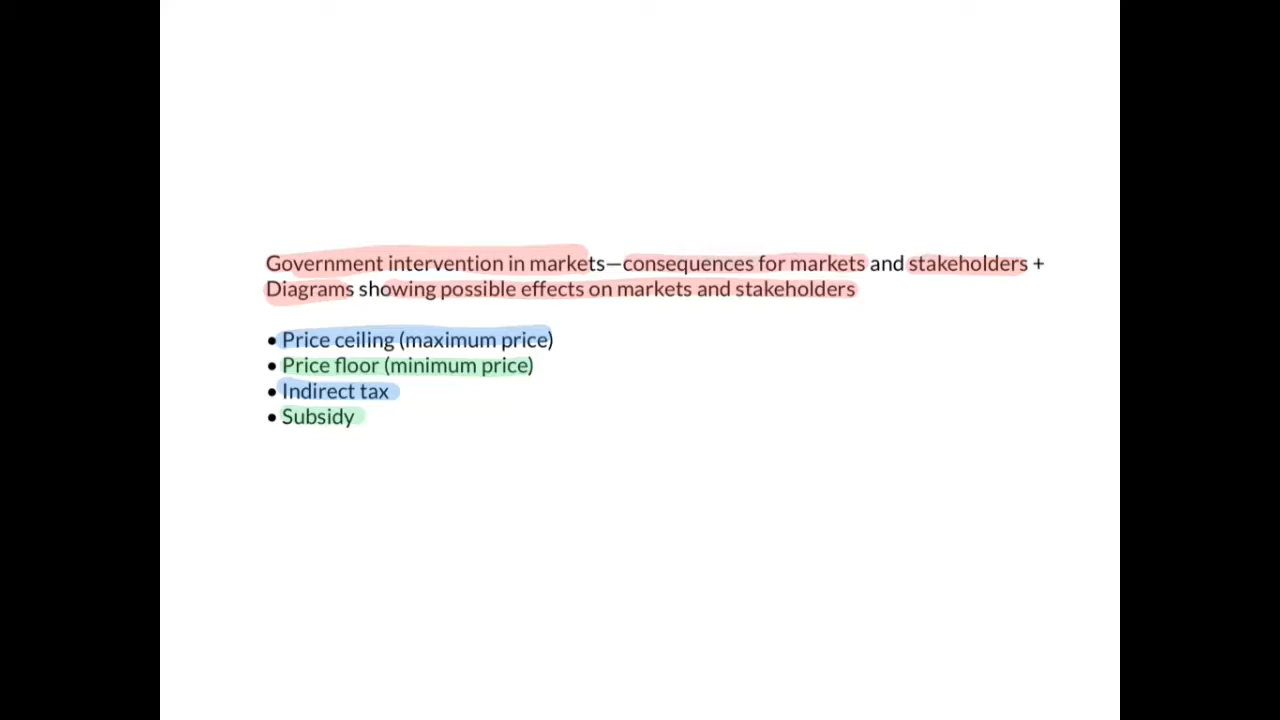 Government intervention in markets—consequences for markets and stakeholders +
Diagrams showing possible effects on markets and stakeholders
• Price ceiling (maximum price)
• Price floor (minimum price)
• Indirect tax
• Subsidy